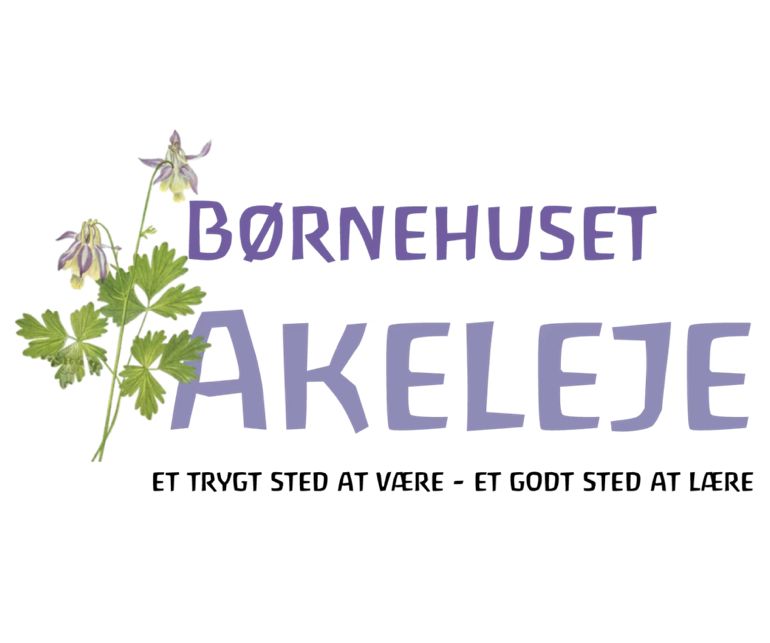 BØRNEHUSET
AKELEJE
ET TRYGT STED AT VÆRE - ET GODT STED AT LÆRE